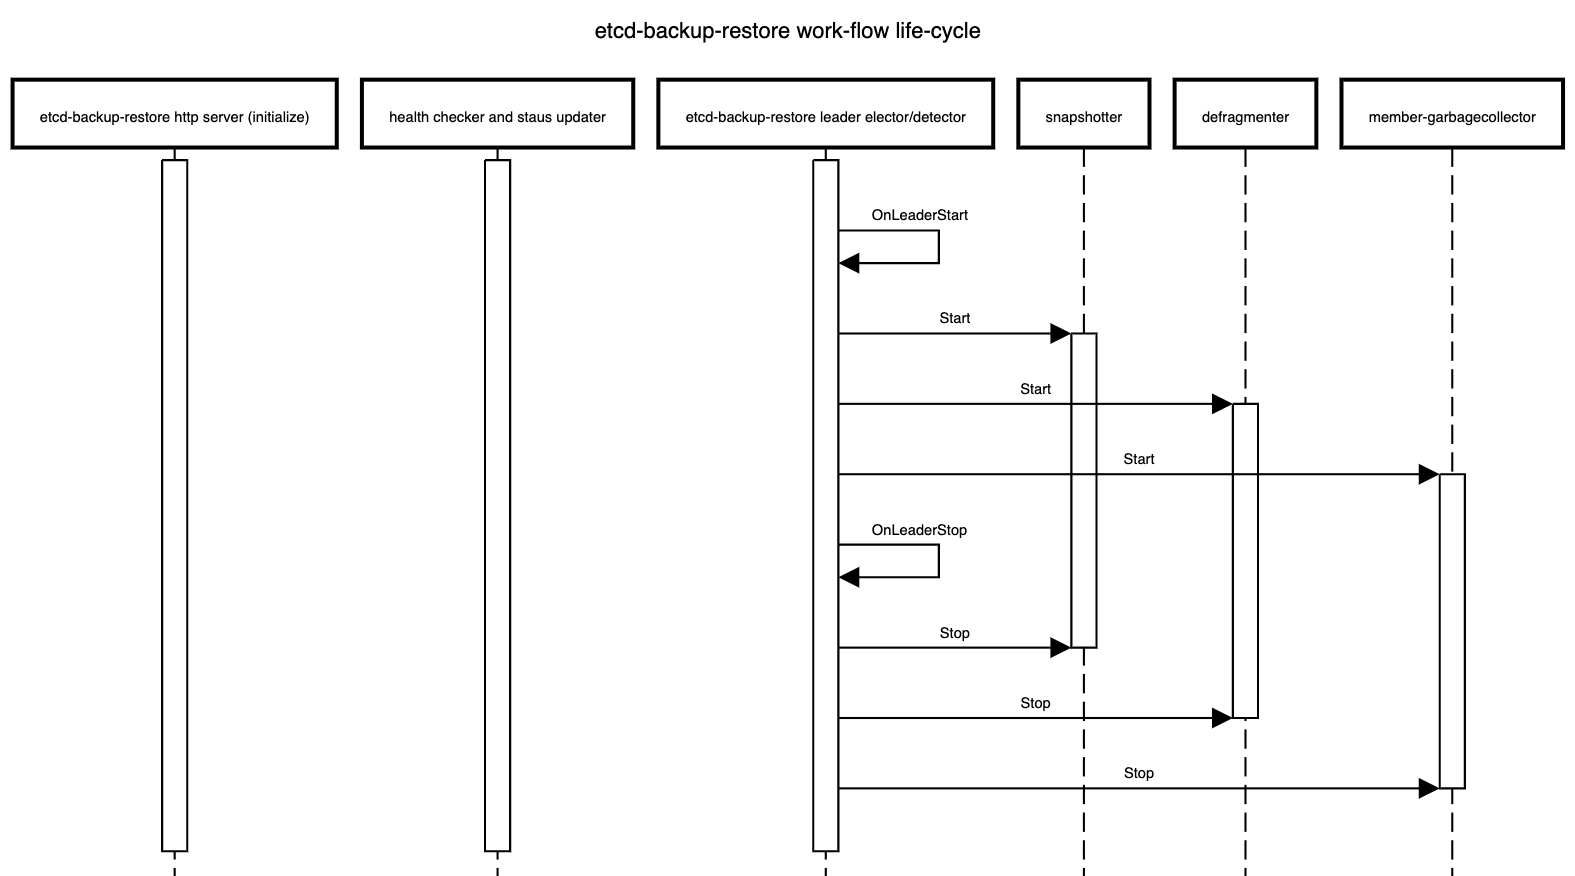 etcd-backup-restore work-flow life-cycle
etcd-backup-restore http server (initialize)
health checker and staus updater
etcd-backup-restore leader elector/detector
snapshotter
defragmenter
member-garbagecollector
OnLeaderStart
Start
Start
Start
OnLeaderStop
Stop
Stop
Stop